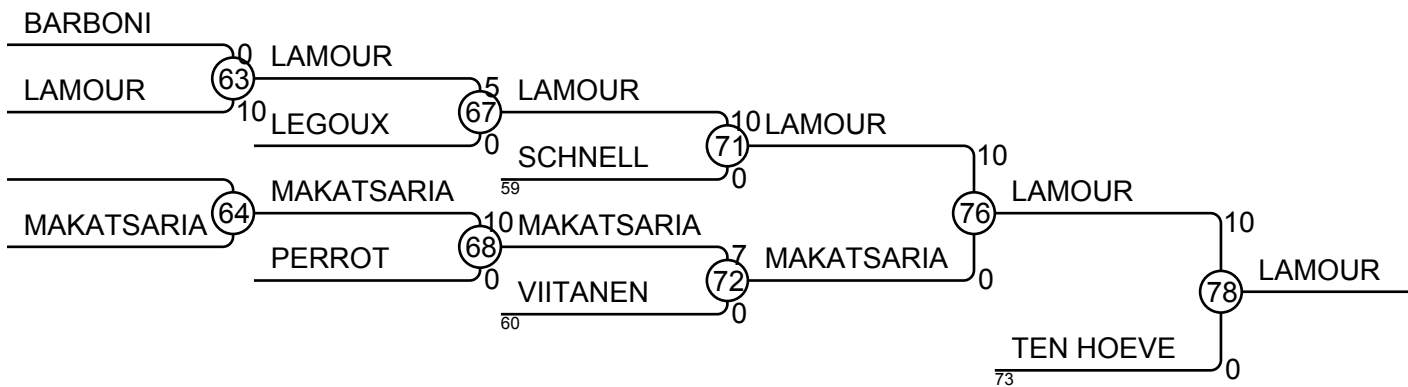 BARBONI
0
LAMOUR
63
LAMOUR
10
5
LAMOUR
67
LEGOUX
0
10
LAMOUR
71
SCHNELL
59
0
10
LAMOUR
76
64
MAKATSARIA
MAKATSARIA
10
MAKATSARIA
68
PERROT
0
7
MAKATSARIA
72
VIITANEN
60
0
0
10
LAMOUR
78
TEN HOEVE
73
0